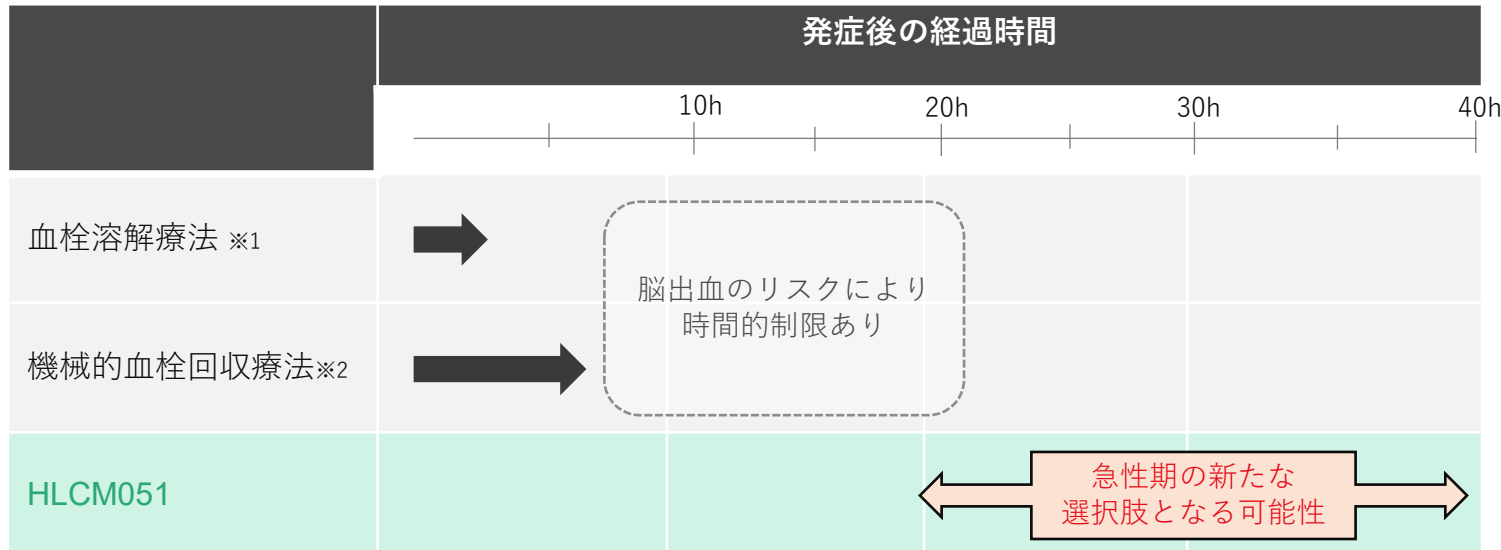 発症後の経過時間
10h
20h
30h
40h
血栓溶解療法 ※1
脳出血のリスクにより
時間的制限あり
機械的血栓回収療法※2
HLCM051
急性期の新たな
選択肢となる可能性